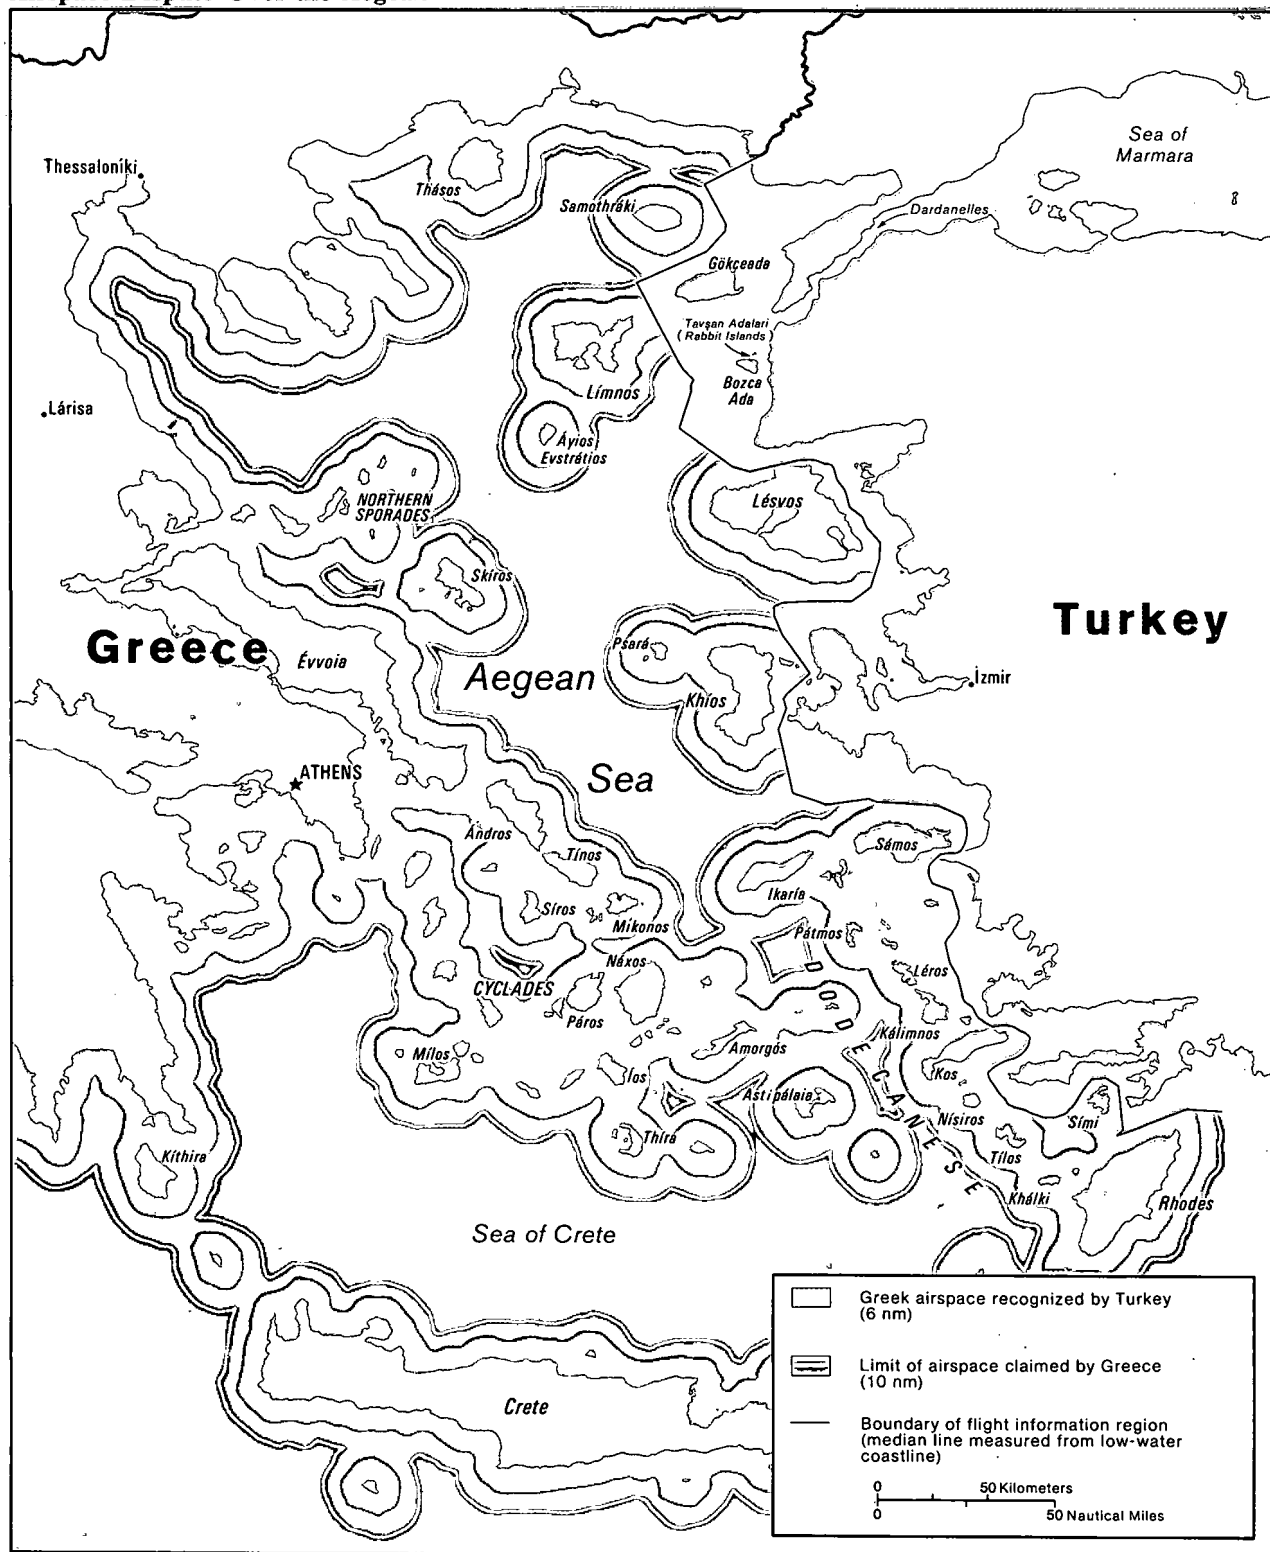 Sea of
Marmara
Thessaloníki
Thásos
Samothráki
Dardanelles
Gökçeada
Tavşan Adalari
(Rabbit Islands)
Bozca
Ada
Límnos
Lárisa
Áyios
Evstrátios
NORTHERN
SPORADES
Lésvos
Skíros
Greece
Turkey
Évvoia
Psará
Aegean
Khíos
İzmir
Sea
ATHENS
Ándros
Tínos
Sámos
Ikaría
Síros
Míkonos
Pátmos
Náxos
Léros
CYCLADES
Páros
DODECANESE
Kálimnos
Mílos
Amorgós
Íos
Kos
Astipálaia
Nísiros
Sími
Thíra
Tílos
Kíthira
Khálki
Rhodes
Sea of Crete
Crete
Greek airspace recognized by Turkey
(6 nm)
Limit of airspace claimed by Greece
(10 nm)
Boundary of flight information region
(median line measured from low-water
coastline)
0 50 Kilometers
0 50 Nautical Miles